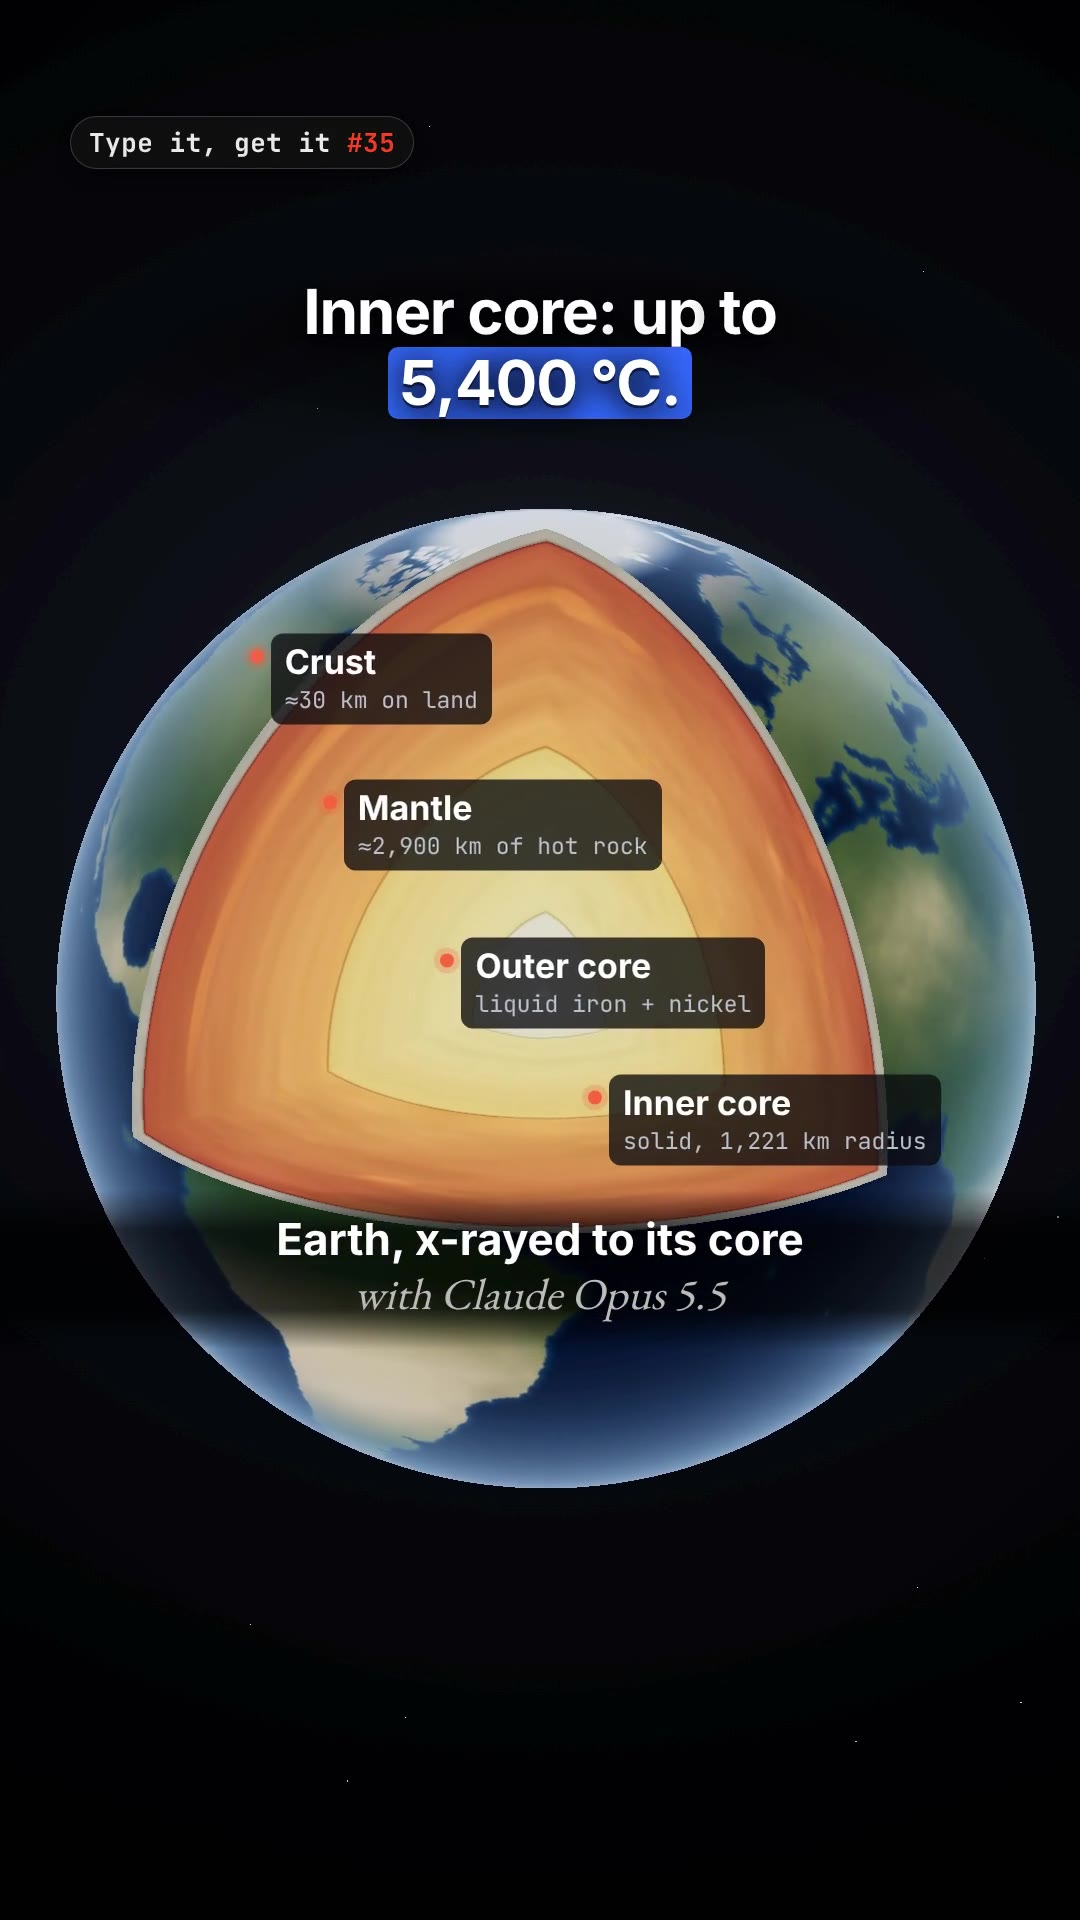 Type it, get it #35
Inner core: up to
5,400 °C.
Crust
≈30 km on land
Mantle
≈2,900 km of hot rock
Outer core
liquid iron + nickel
Inner core
solid, 1,221 km radius
Earth, x-rayed to its core
with Claude Opus 5.5